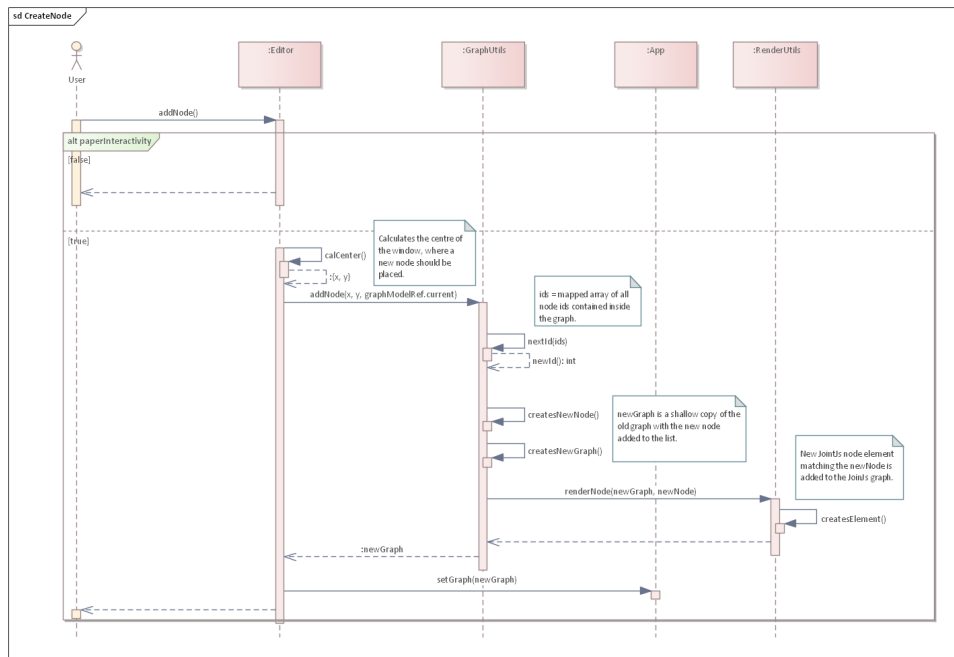 sd CreateNode
User
:Editor
:GraphUtils
:App
:RenderUtils
addNode()
alt paperInteractivity
[false]
[true]
Calculates the centre of
the window, where a
new node should be
placed.
calCenter()
:{x, y}
addNode(x, y, graphModelRef.current)
ids = mapped array of all
node ids contained inside
the graph.
nextId(ids)
newId(): int
createsNewNode()
newGraph is a shallow copy of the
old graph with the new node
added to the list.
createsNewGraph()
New JointJs node element
matching the newNode is
added to the JoinJs graph.
renderNode(newGraph, newNode)
createsElement()
:newGraph
setGraph(newGraph)